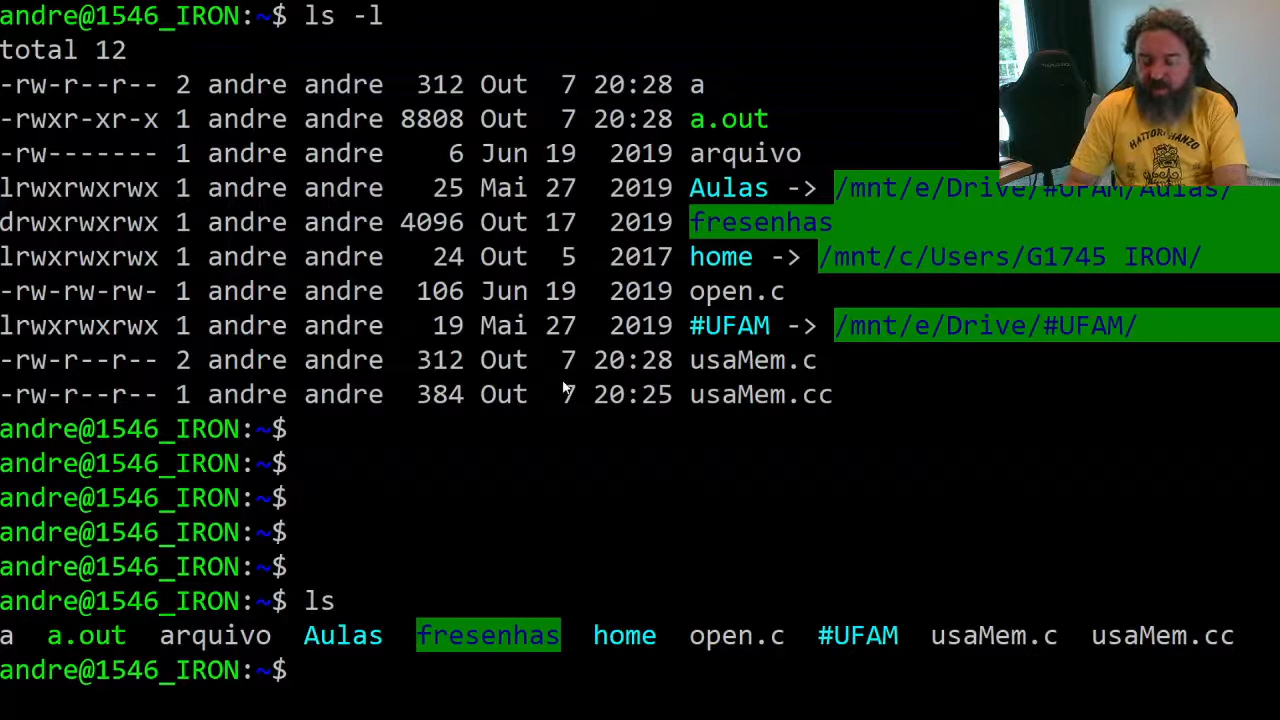 andre@1546_IRON:~$ ls -l
total 12
-rw-r--r-- 2 andre andre  312 Out  7 20:28 a
-rwxr-xr-x 1 andre andre 8808 Out  7 20:28 a.out
-rw------- 1 andre andre    6 Jun 19  2019 arquivo
lrwxrwxrwx 1 andre andre   25 Mai 27  2019 Aulas -> /mnt/e/Drive/#UFAM/Aulas/
drwxrwxrwx 1 andre andre 4096 Out 17  2019 fresenhas
lrwxrwxrwx 1 andre andre   24 Out  5  2017 home -> /mnt/c/Users/G1745 IRON/
-rw-rw-rw- 1 andre andre  106 Jun 19  2019 open.c
lrwxrwxrwx 1 andre andre   19 Mai 27  2019 #UFAM -> /mnt/e/Drive/#UFAM/
-rw-r--r-- 2 andre andre  312 Out  7 20:28 usaMem.c
-rw-r--r-- 1 andre andre  384 Out  7 20:25 usaMem.cc
andre@1546_IRON:~$
andre@1546_IRON:~$
andre@1546_IRON:~$
andre@1546_IRON:~$
andre@1546_IRON:~$
andre@1546_IRON:~$ ls
a  a.out  arquivo  Aulas  fresenhas  home  open.c  #UFAM  usaMem.c  usaMem.cc
andre@1546_IRON:~$
HATTORI HANZO